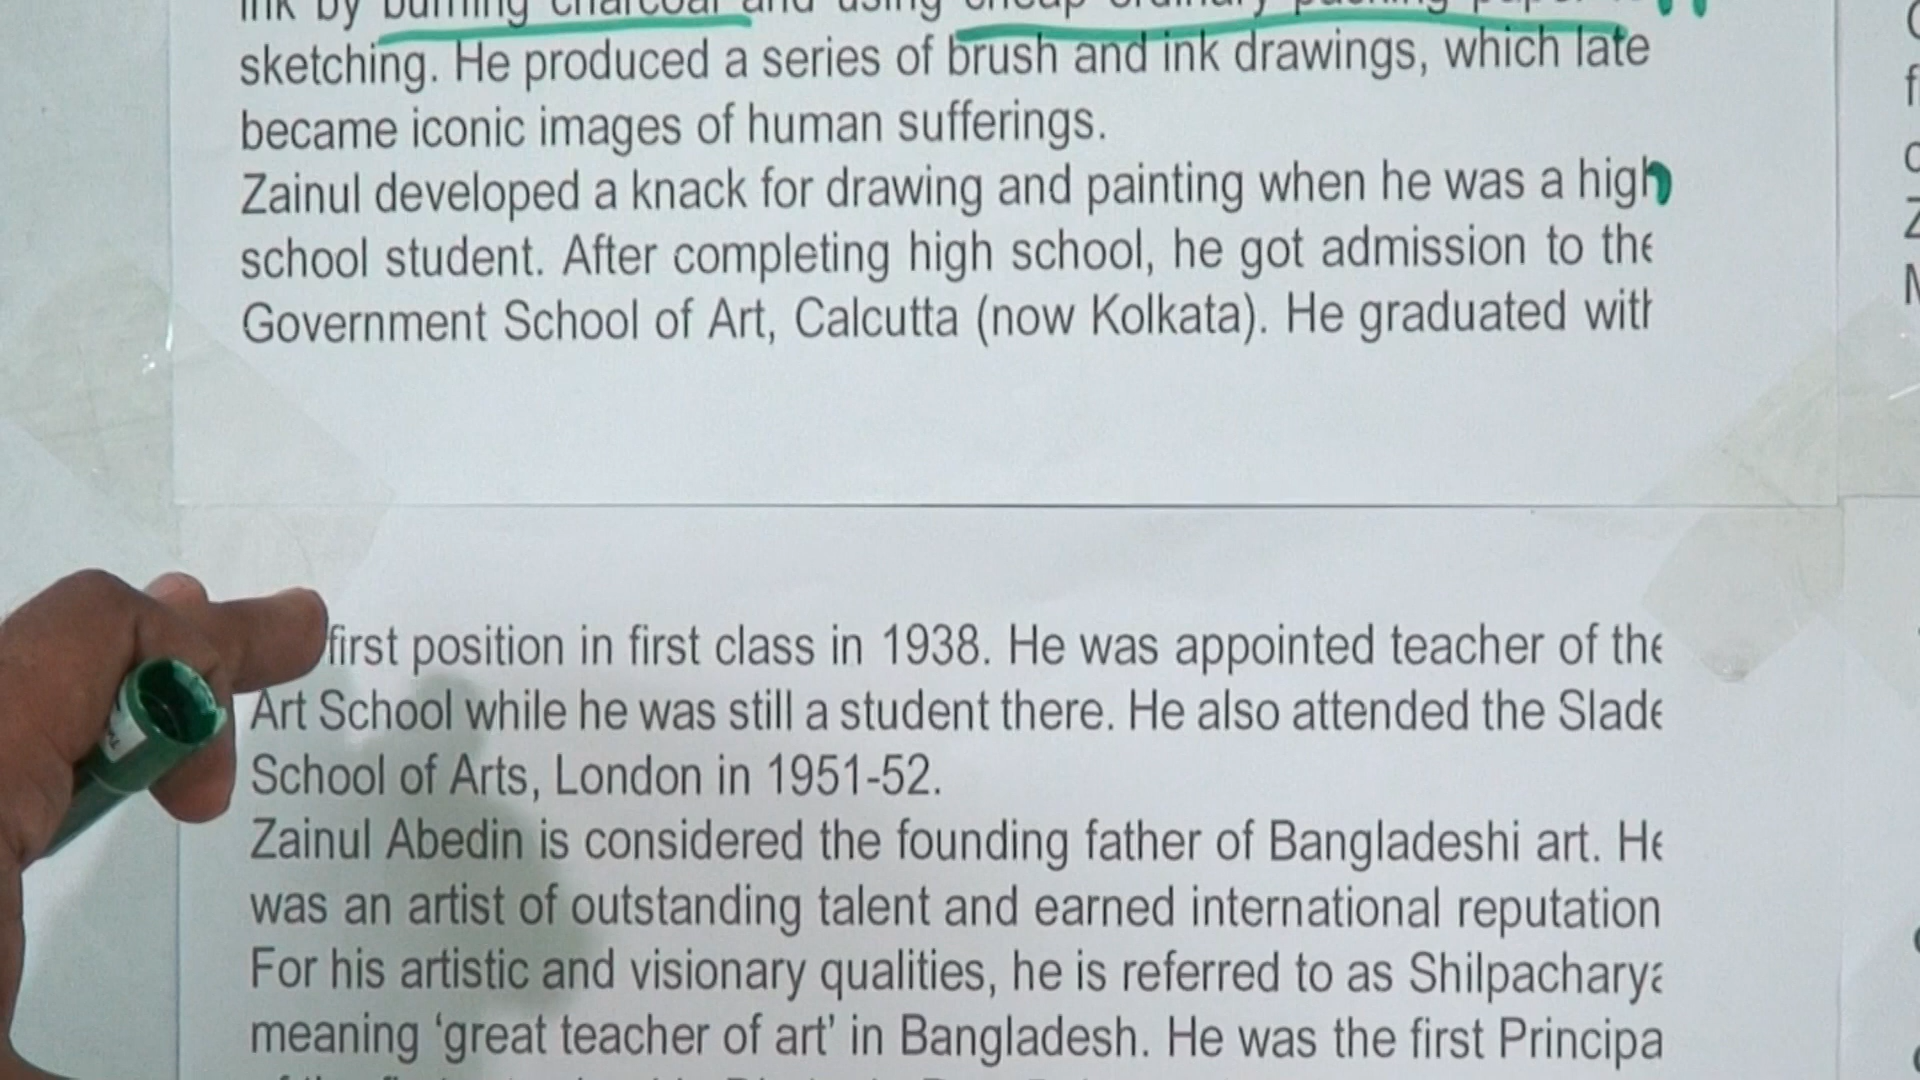 ink by burning charcoal and using cheap ordinary packing paper
sketching. He produced a series of brush and ink drawings, which late
became iconic images of human sufferings.
Zainul developed a knack for drawing and painting when he was a high
school student. After completing high school, he got admission to the
Government School of Art, Calcutta (now Kolkata). He graduated with
first position in first class in 1938. He was appointed teacher of the
Art School while he was still a student there. He also attended the Slade
School of Arts, London in 1951-52.
Zainul Abedin is considered the founding father of Bangladeshi art. He
was an artist of outstanding talent and earned international reputation
For his artistic and visionary qualities, he is referred to as Shilpacharya
meaning ‘great teacher of art’ in Bangladesh. He was the first Principa